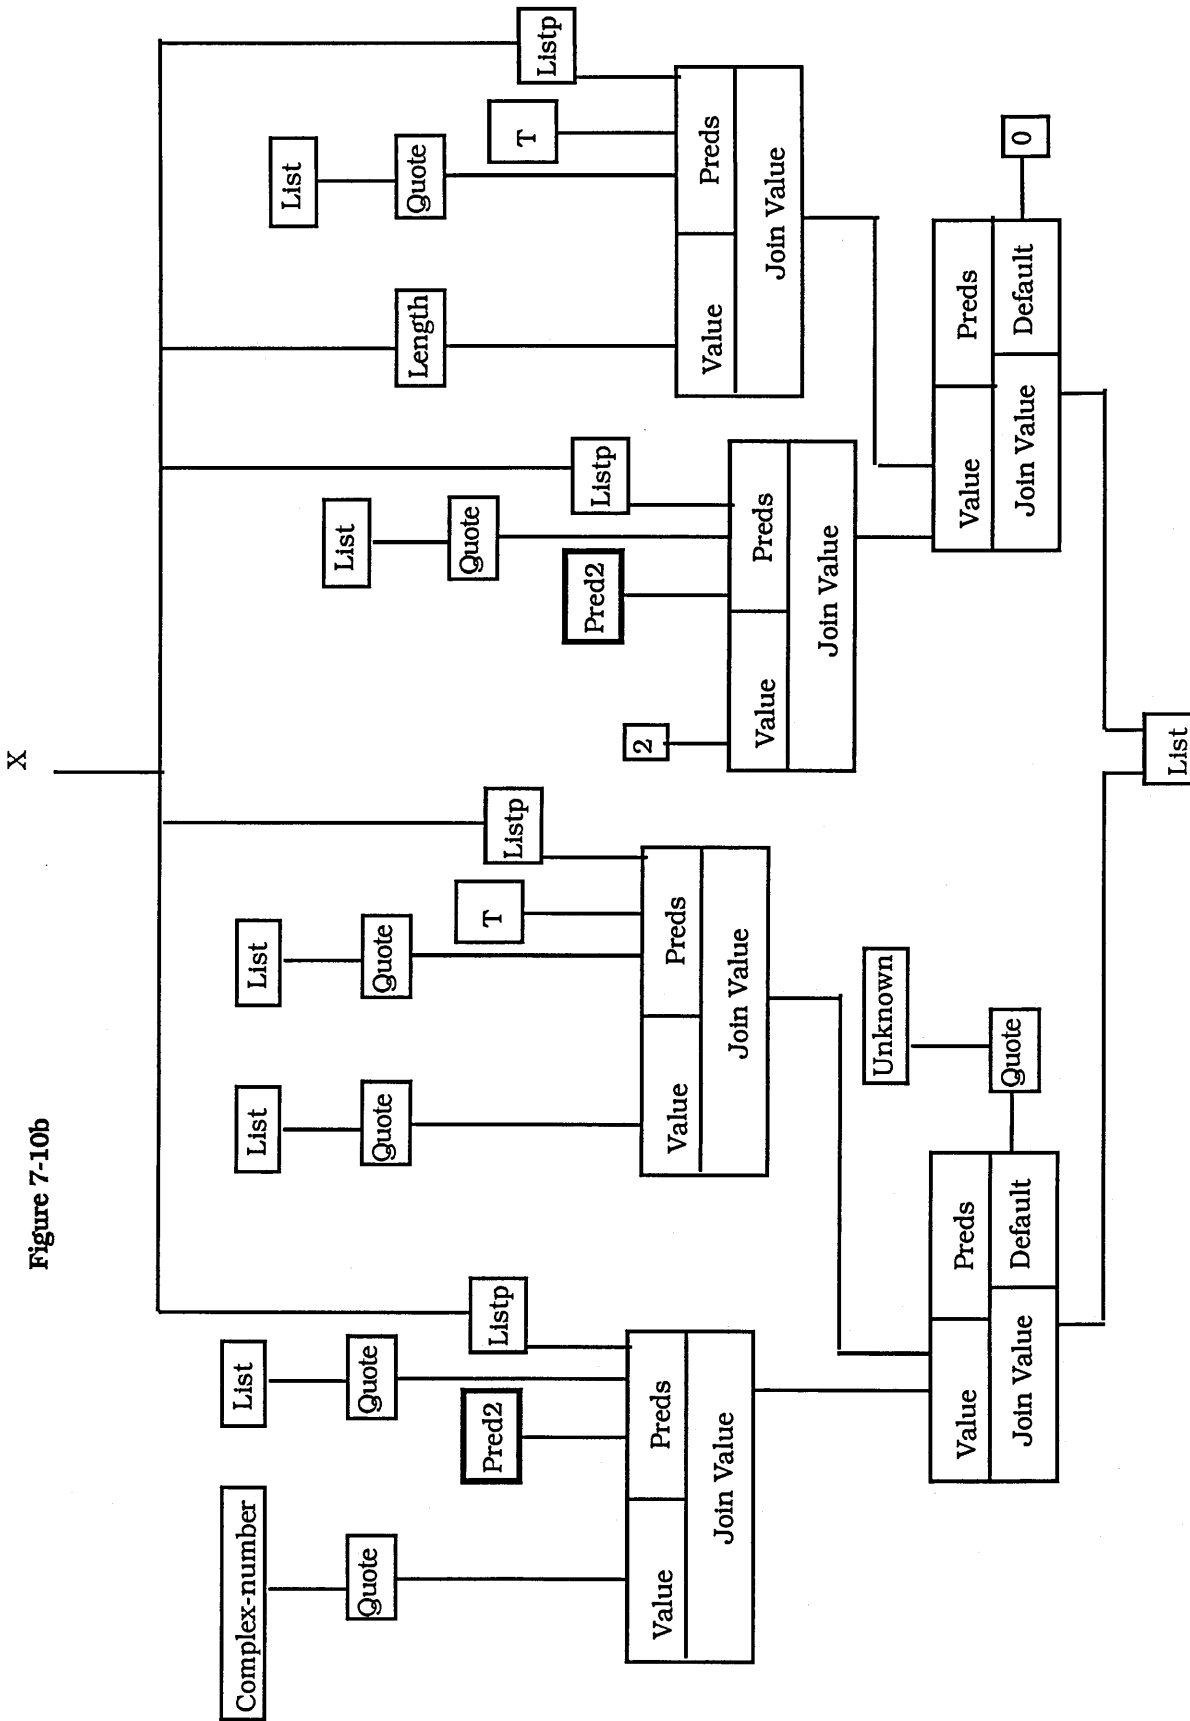 Figure 7-10b
X
Complex-number
List
Quote
Quote
Pred2
Listp
Value
Preds
Join Value
List
List
Quote
Quote
T
Listp
Value
Preds
Join Value
Unknown
Quote
Value
Preds
Join Value
Default
2
List
Quote
Pred2
Listp
Value
Preds
Join Value
List
Length
Quote
T
Listp
Value
Preds
Join Value
Value
Preds
Join Value
Default
0
List